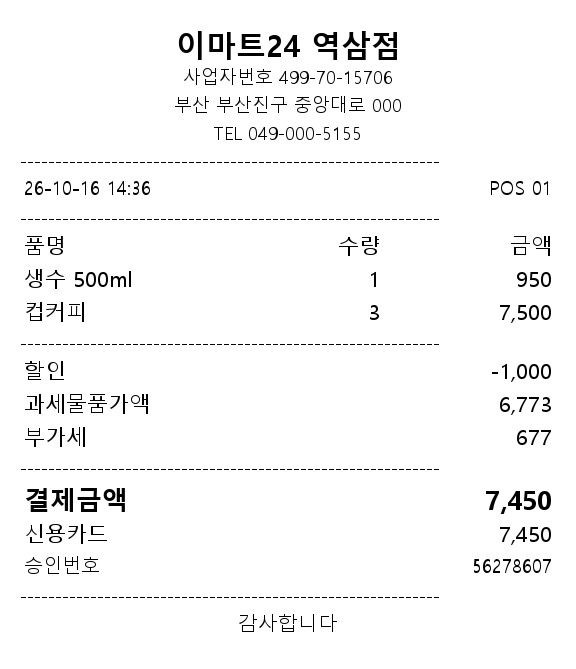 이마트24 역삼점
사업자번호 499-70-15706
부산 부산진구 중앙대로 000
TEL 049-000-5155
26-10-16 14:36 POS 01
품명 수량 금액
생수 500ml 1 950
컵커피 3 7,500
할인 -1,000
과세물품가액 6,773
부가세 677
결제금액 7,450
신용카드 7,450
승인번호 56278607
감사합니다